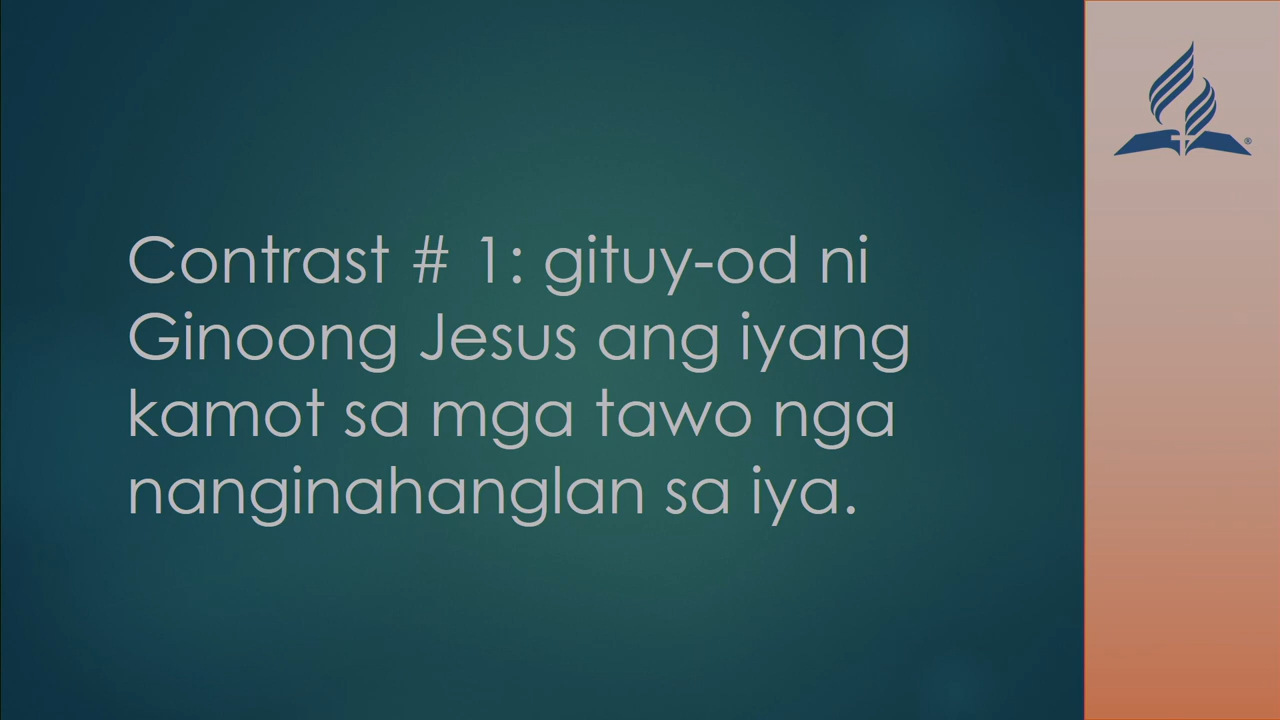 Contrast # 1: gituy-od ni
Ginoong Jesus ang iyang
kamot sa mga tawo nga
nanginahanglan sa iya.
®